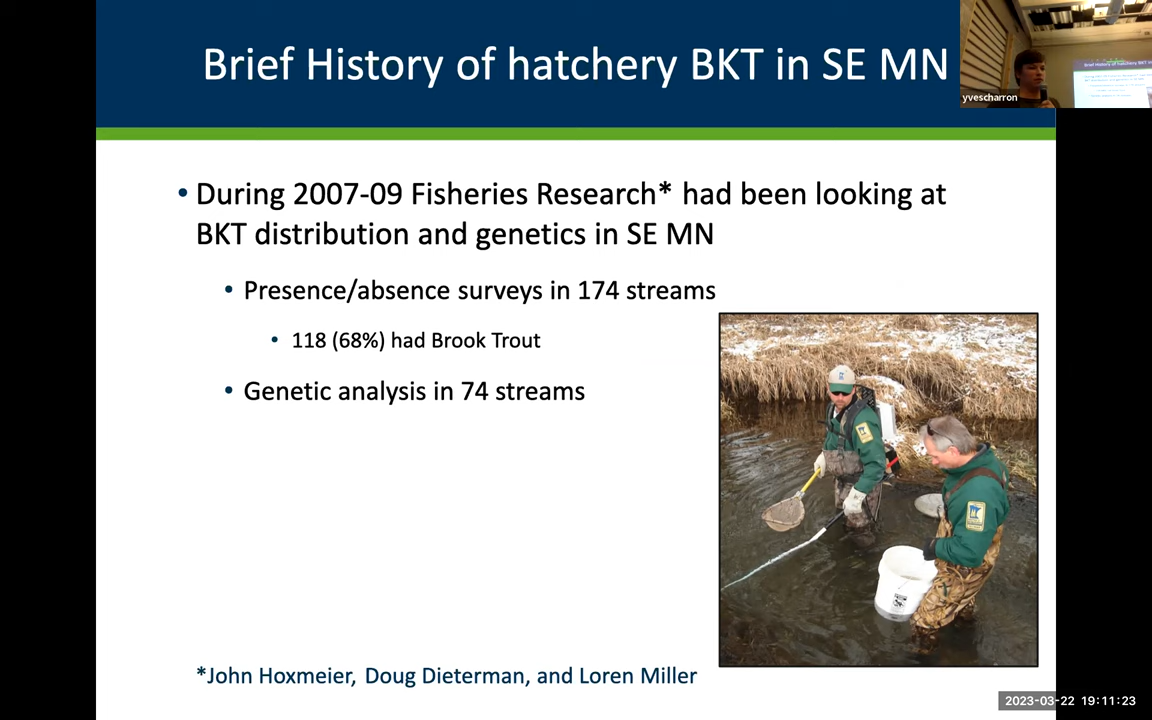 Brief History of hatchery BKT in SE MN
yvescharron
• During 2007-09 Fisheries Research* had been looking at
BKT distribution and genetics in SE MN
• Presence/absence surveys in 174 streams
• 118 (68%) had Brook Trout
• Genetic analysis in 74 streams
*John Hoxmeier, Doug Dieterman, and Loren Miller
2023-03-22 19:11:23